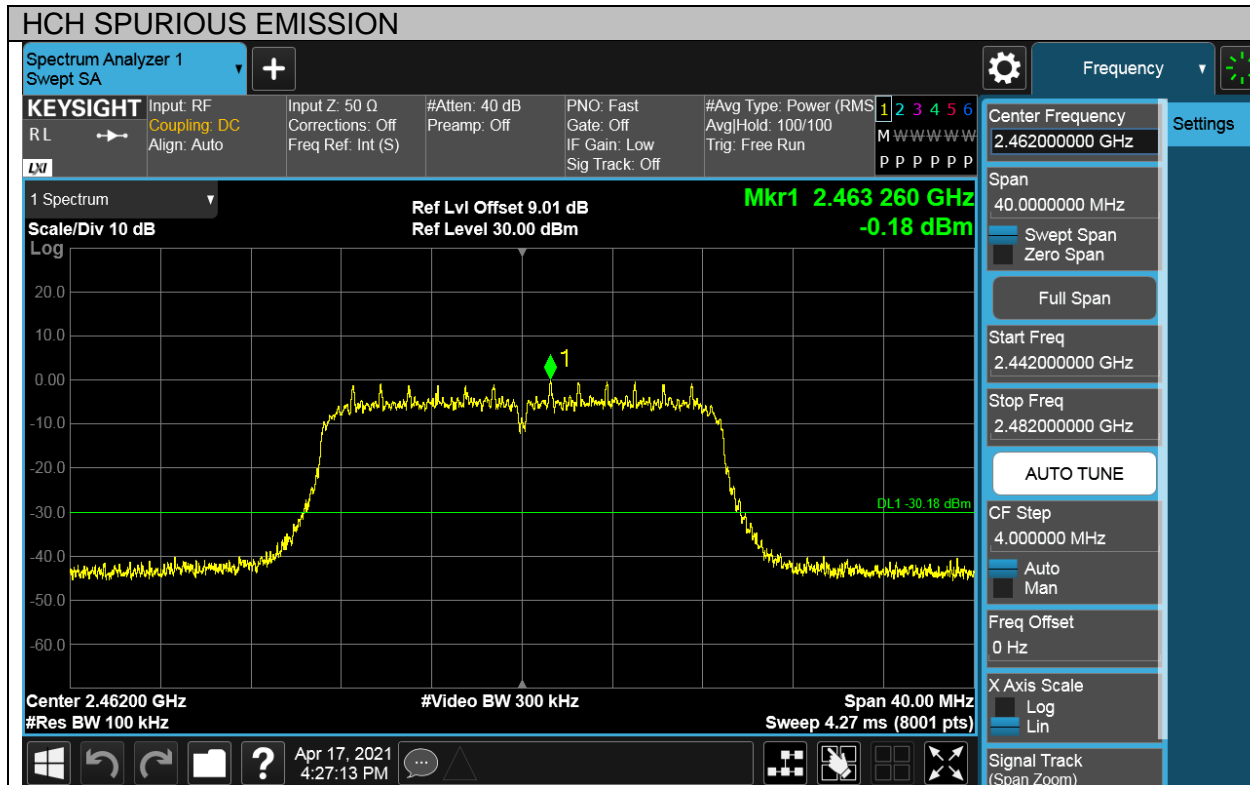 HCH SPURIOUS EMISSION
Spectrum Analyzer 1
Swept SA
+
Frequency
KEYSIGHT
RL
LXI
Input: RF
Coupling: DC
Align: Auto
Input Z: 50 Ω
Corrections: Off
Freq Ref: Int (S)
#Atten: 40 dB
Preamp: Off
PNO: Fast
Gate: Off
IF Gain: Low
Sig Track: Off
#Avg Type: Power (RMS
Avg|Hold: 100/100
Trig: Free Run
1 2 3 4 5 6
M W W W W W
P P P P P P
1 Spectrum
Scale/Div 10 dB
Ref Lvl Offset 9.01 dB
Ref Level 30.00 dBm
Mkr1 2.463 260 GHz
-0.18 dBm
Log
20.0
10.0
0.00
-10.0
-20.0
-30.0
-40.0
-50.0
-60.0
1
DL1 -30.18 dBm
Center 2.46200 GHz
#Res BW 100 kHz
#Video BW 300 kHz
Span 40.00 MHz
Sweep 4.27 ms (8001 pts)
Apr 17, 2021
4:27:13 PM
Center Frequency
2.462000000 GHz
Settings
Span
40.0000000 MHz
Swept Span
Zero Span
Full Span
Start Freq
2.442000000 GHz
Stop Freq
2.482000000 GHz
AUTO TUNE
CF Step
4.000000 MHz
Auto
Man
Freq Offset
0 Hz
X Axis Scale
Log
Lin
Signal Track
(Span Zoom)